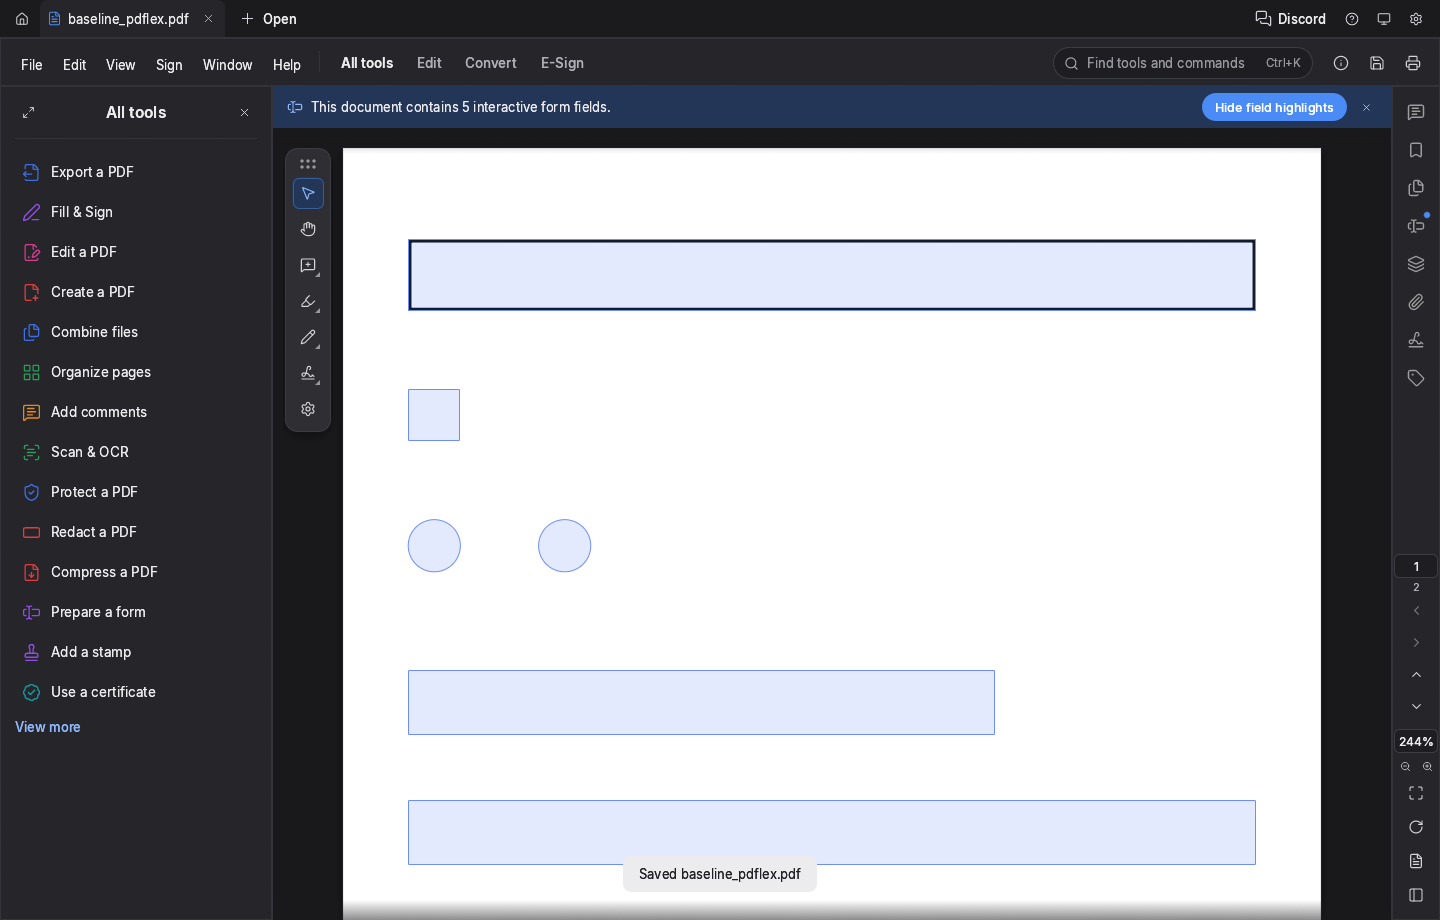 baseline_pdflex.pdf
Open
Discord
File Edit View Sign Window Help
All tools Edit Convert E-Sign
Find tools and commands Ctrl+K
All tools
This document contains 5 interactive form fields.
Hide field highlights
Export a PDF
Fill & Sign
Edit a PDF
Create a PDF
Combine files
Organize pages
Add comments
Scan & OCR
Protect a PDF
Redact a PDF
Compress a PDF
Prepare a form
Add a stamp
Use a certificate
View more
1
2
244%
Saved baseline_pdflex.pdf